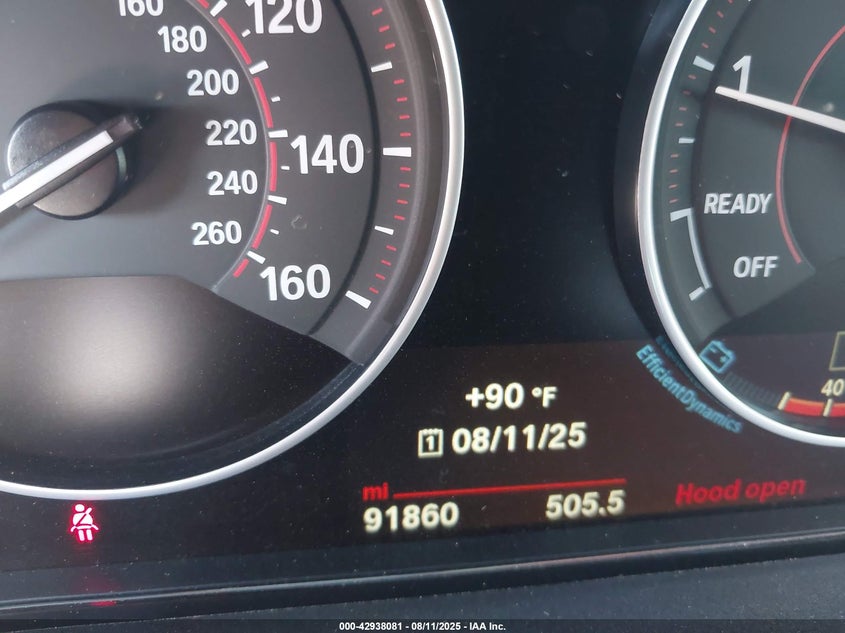 160
180
200
220
240
260
120
140
160
1
READY
OFF
40
EfficientDynamics
+90 °F
1 08/11/25
mi
91860 505.5
Hood open
000-42938081 - 08/11/2025 - IAA Inc.